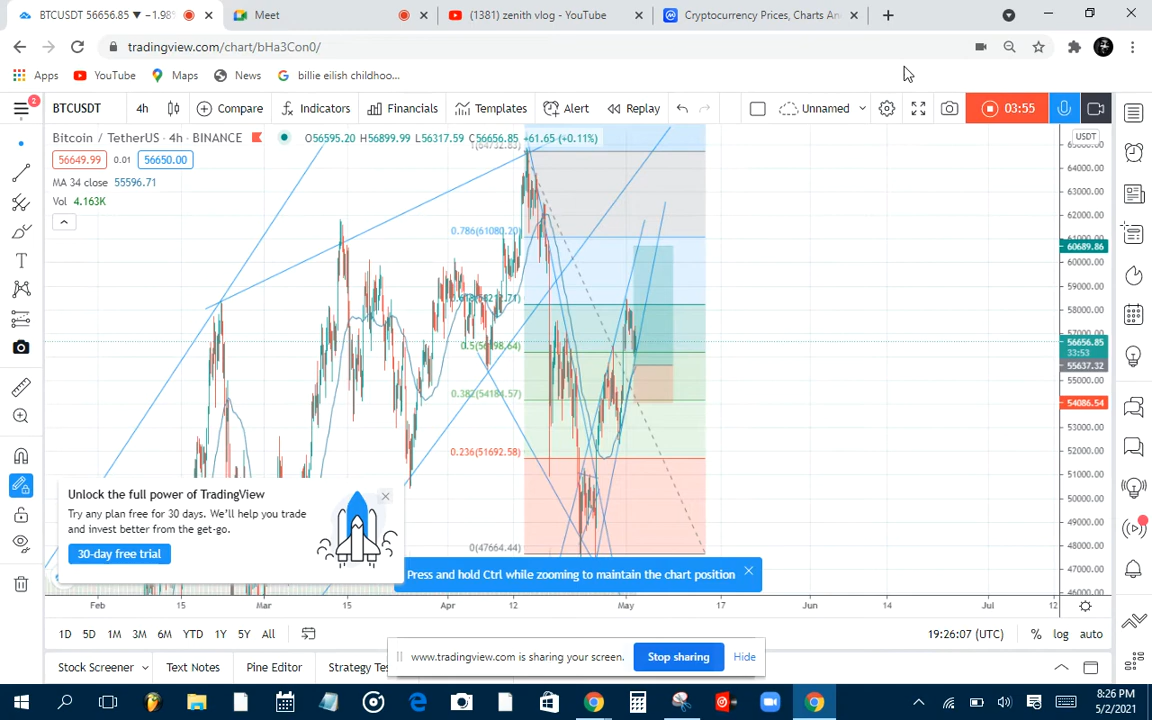 BTCUSDT 56656.85 ▼ −1.98%
Meet
(1381) zenith vlog - YouTube
Cryptocurrency Prices, Charts An
tradingview.com/chart/bHa3Con0/
Apps
YouTube
Maps
News
billie eilish childhoo...
2
BTCUSDT
4h
Compare
Indicators
Financials
Templates
Alert
Replay
Unnamed
03:55
Bitcoin / TetherUS · 4h · BINANCE
O56595.20 H56899.99 L56317.59 C56656.85 +61.65 (+0.11%)
USDT
56649.99
0.01
56650.00
MA 34 close 55596.71
Vol 4.163K
64000.00
63000.00
62000.00
0.786(61080.20)
61000.00
60689.86
60000.00
59000.00
58000.00
57000.00
0.5(56198.64)
56656.85
33:53
55637.32
55000.00
0.382(54184.57)
54086.54
53000.00
52000.00
0.236(51692.58)
51000.00
50000.00
49000.00
0(47664.44)
48000.00
47000.00
46000.00
Unlock the full power of TradingView
Try any plan free for 30 days. We'll help you trade
and invest better from the get-go.
30-day free trial
Press and hold Ctrl while zooming to maintain the chart position
Feb
15
Mar
15
Apr
12
May
17
Jun
14
Jul
12
1D
5D
1M
3M
6M
YTD
1Y
5Y
All
19:26:07 (UTC)
%
log
auto
www.tradingview.com is sharing your screen.
Stop sharing
Hide
Stock Screener
Text Notes
Pine Editor
Strategy Tes
8:26 PM
5/2/2021